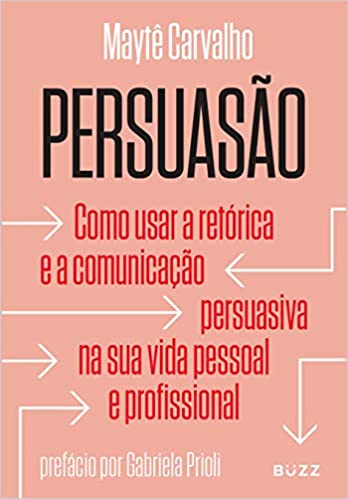 Maytê Carvalho
PERSUASÃO
Como usar a retórica
e a comunicação
persuasiva
na sua vida pessoal
e profissional
prefácio por Gabriela Prioli
BUZZ